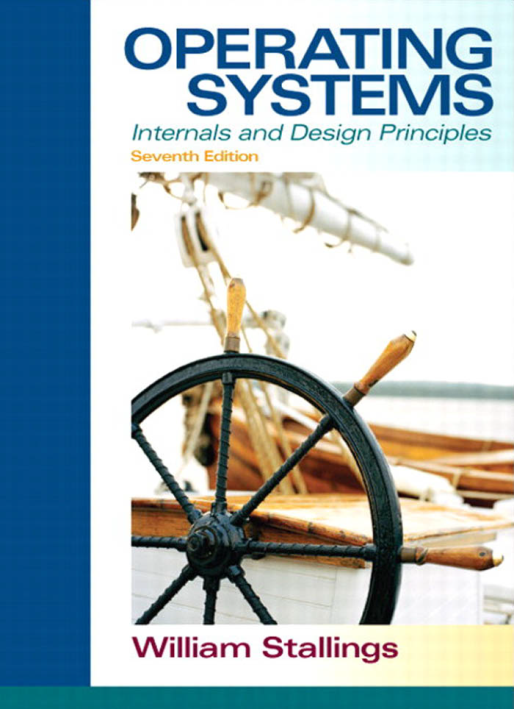 OPERATING
SYSTEMS
Internals and Design Principles
Seventh Edition
William Stallings